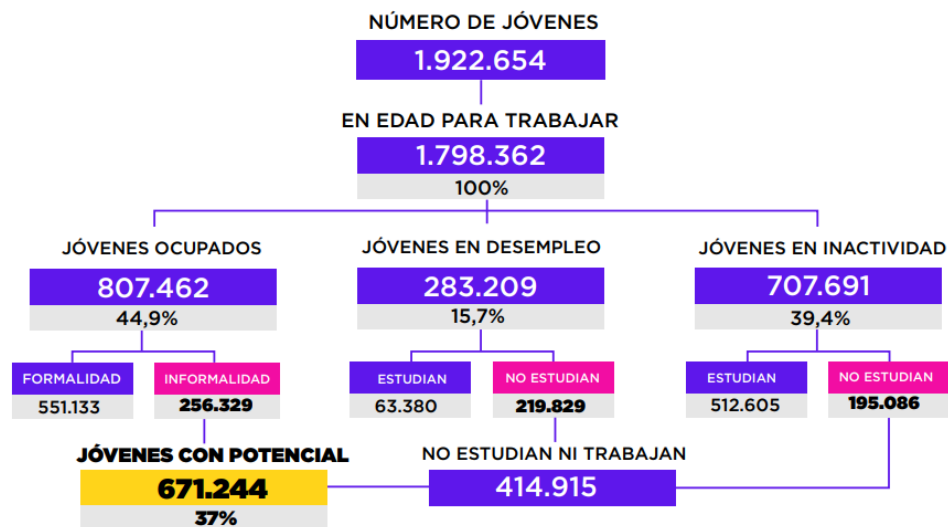 NÚMERO DE JÓVENES
1.922.654
EN EDAD PARA TRABAJAR
1.798.362
100%
JÓVENES OCUPADOS
807.462
44,9%
FORMALIDAD
551.133
INFORMALIDAD
256.329
JÓVENES EN DESEMPLEO
283.209
15,7%
ESTUDIAN
63.380
NO ESTUDIAN
219.829
JÓVENES EN INACTIVIDAD
707.691
39,4%
ESTUDIAN
512.605
NO ESTUDIAN
195.086
JÓVENES CON POTENCIAL
671.244
37%
NO ESTUDIAN NI TRABAJAN
414.915